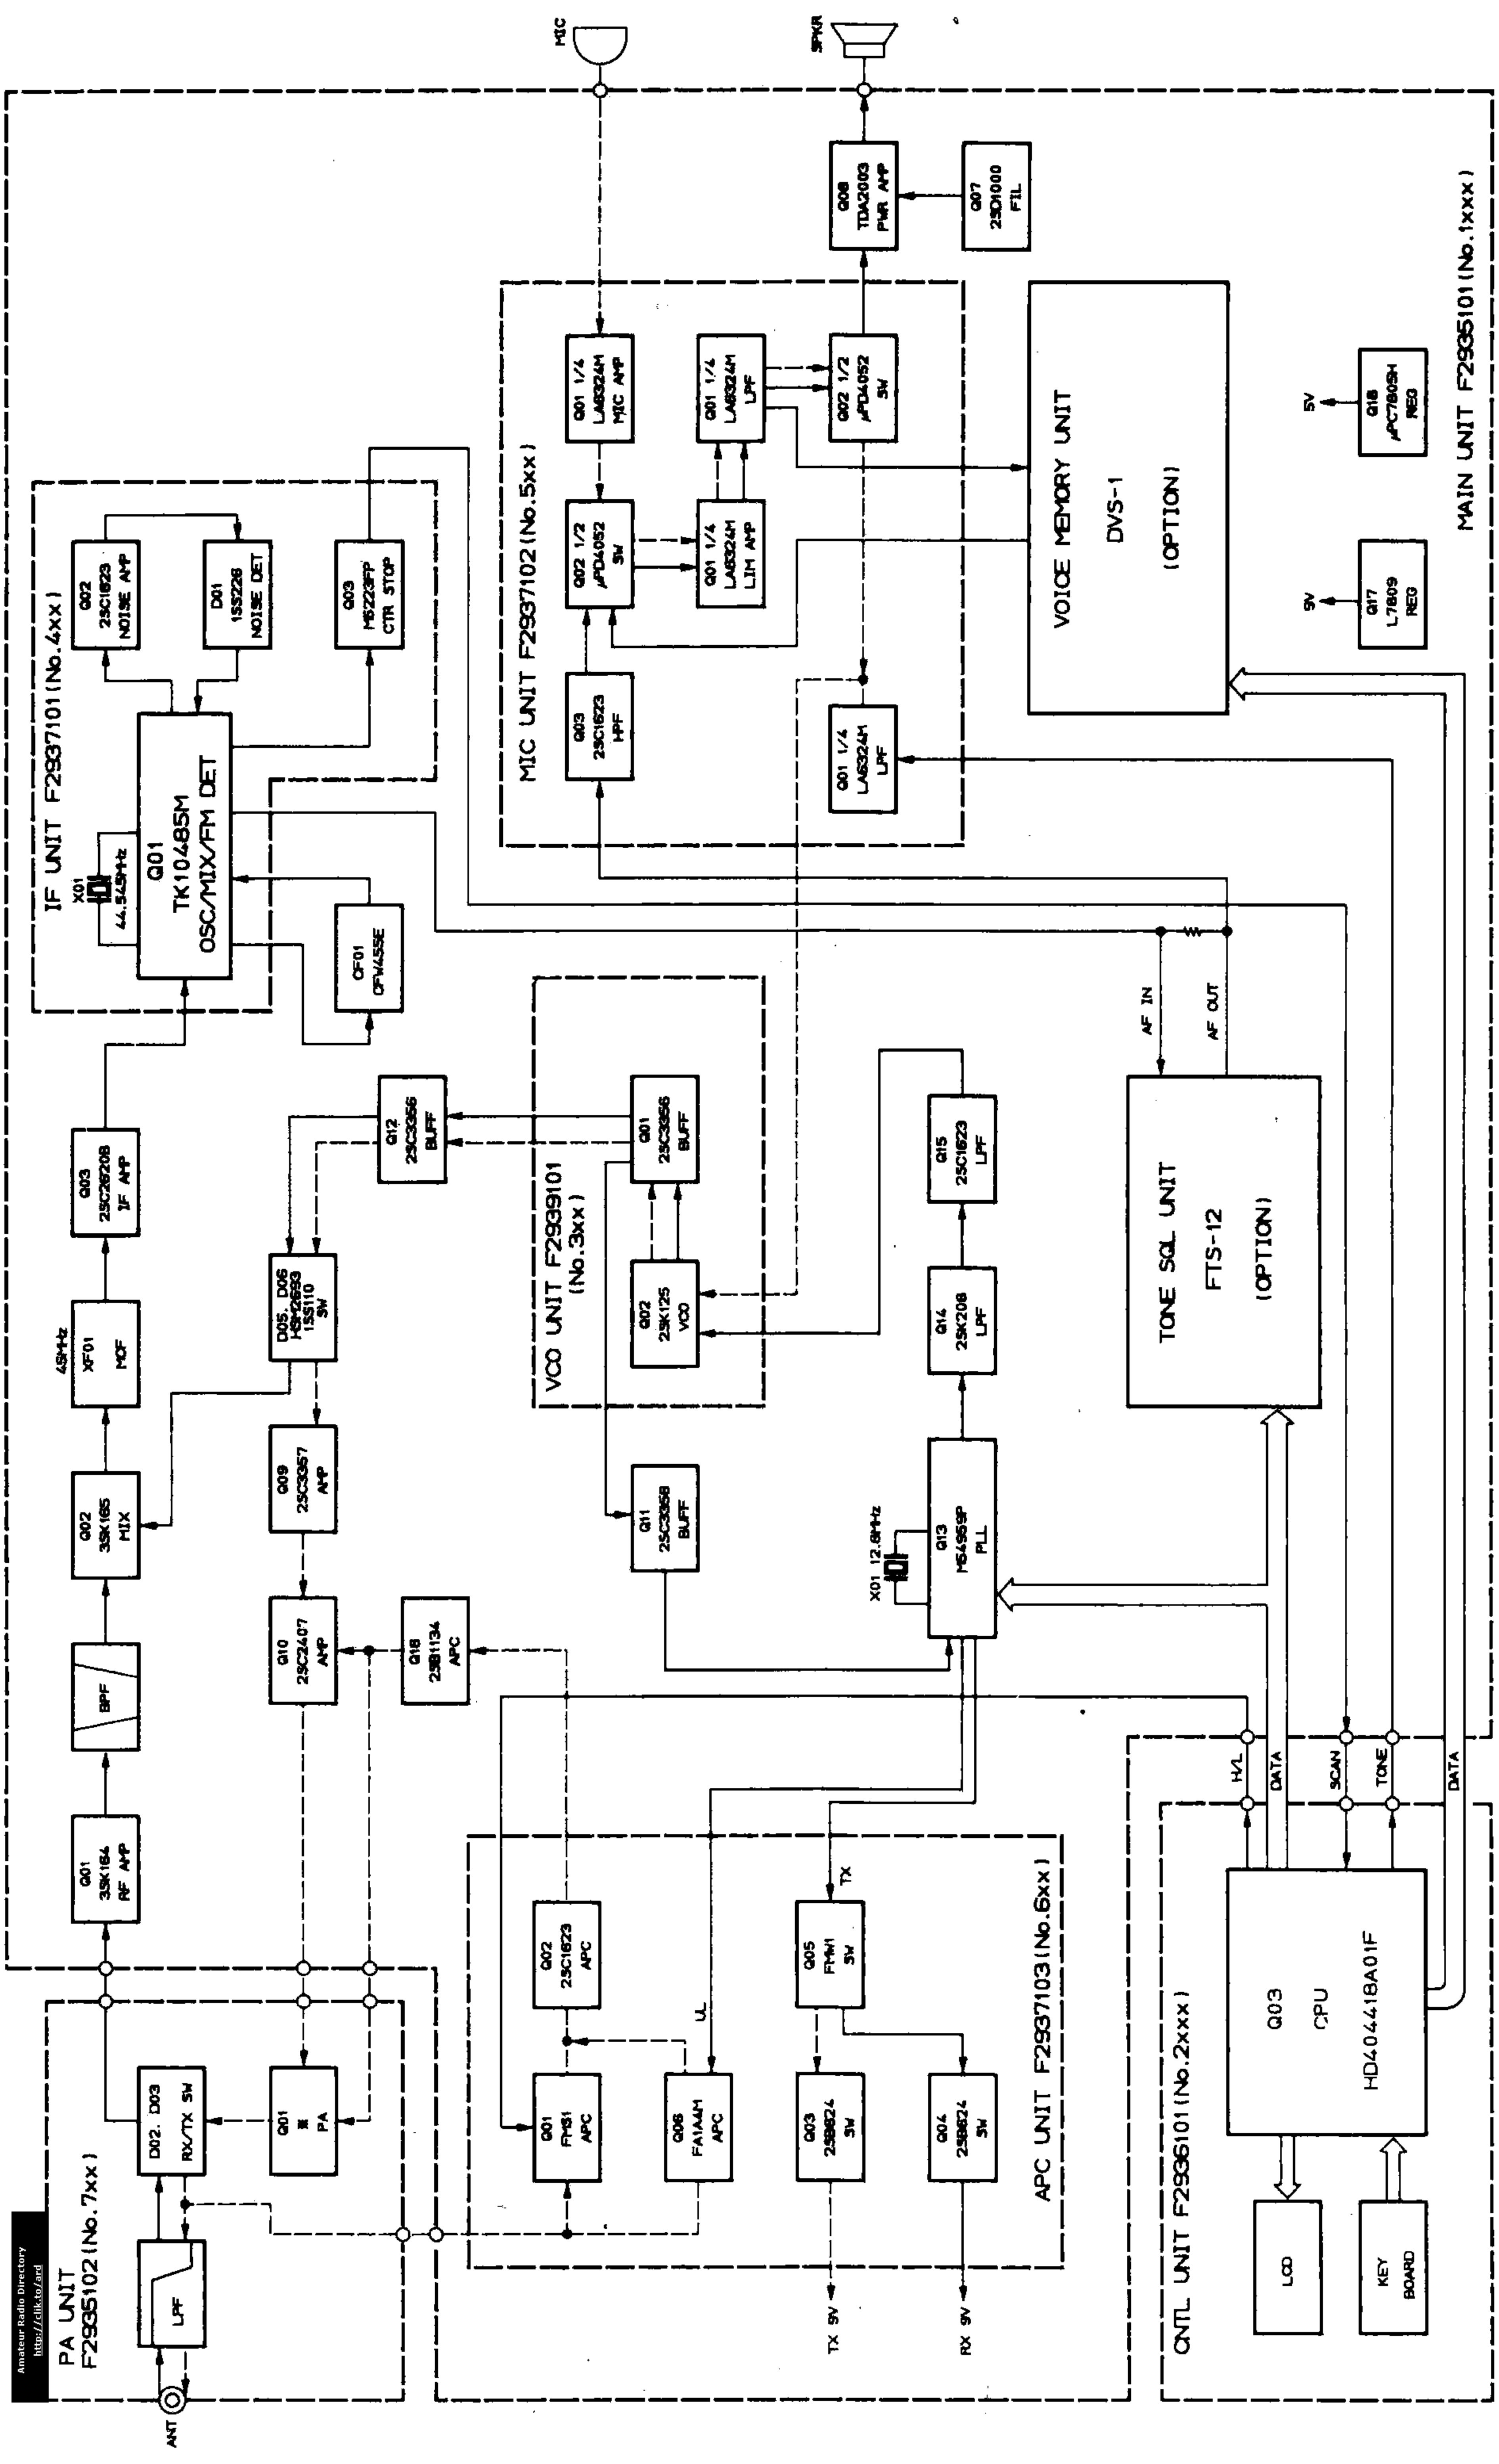 Amateur Radio Directory
http://clik.to/ard
PA UNIT
F2935102(No.7xx)
ANT
LPF
D02. D03
RX/TX SW
Q01
※
PA
Q01
3SK164
RF AMP
BPF
Q02
3SK165
MIX
45MHz
XF01
MCF
Q03
2SC2620B
IF AMP
IF UNIT F2937101(No.4xx)
X01
44.545MHz
Q01
TK10485M
OSC/MIX/FM DET
Q02
2SC1623
NOISE AMP
D01
1SS226
NOISE DET
Q03
M5223FP
CTR STOP
CF01
CFW455E
Q10
2SC2407
AMP
Q09
2SC3357
AMP
D05. D06
HSM2693
1SS110
SW
Q12
2SC3356
BUFF
Q16
2SB1134
APC
VCO UNIT F2939101
(No.3xx)
Q02
2SK125
VCO
Q01
2SC3356
BUFF
Q11
2SC3356
BUFF
X01 12.8MHz
Q13
M54959P
PLL
Q14
2SK208
LPF
Q15
2SC1623
LPF
MIC UNIT F2937102(No.5xx)
Q03
2SC1623
HPF
Q02 1/2
μPD4052
SW
Q01 1/4
LA6324M
MIC AMP
Q01 1/4
LA6324M
LIM AMP
Q01 1/4
LA6324M
LPF
Q01 1/4
LA6324M
LPF
Q02 1/2
μPD4052
SW
MIC
SPKR
Q06
TDA2003
PWR AMP
Q07
2SD1000
FIL
VOICE MEMORY UNIT
DVS-1
(OPTION)
Q17
L7809
REG
9V
Q18
μPC7805H
REG
5V
MAIN UNIT F2935101(No.1xxx)
TONE SQL UNIT
FTS-12
(OPTION)
AF IN
AF OUT
APC UNIT F2937103(No.6xx)
Q01
FMS1
APC
Q02
2SC1623
APC
Q06
FA1A4M
APC
UL
Q05
FMW1
SW
TX
Q03
2SB624
SW
Q04
2SB624
SW
TX 9V
RX 9V
CNTL UNIT F2936101(No.2xxx)
LCD
KEY
BOARD
Q03
CPU
HD404418A01F
H/L
DATA
SCAN
TONE
DATA